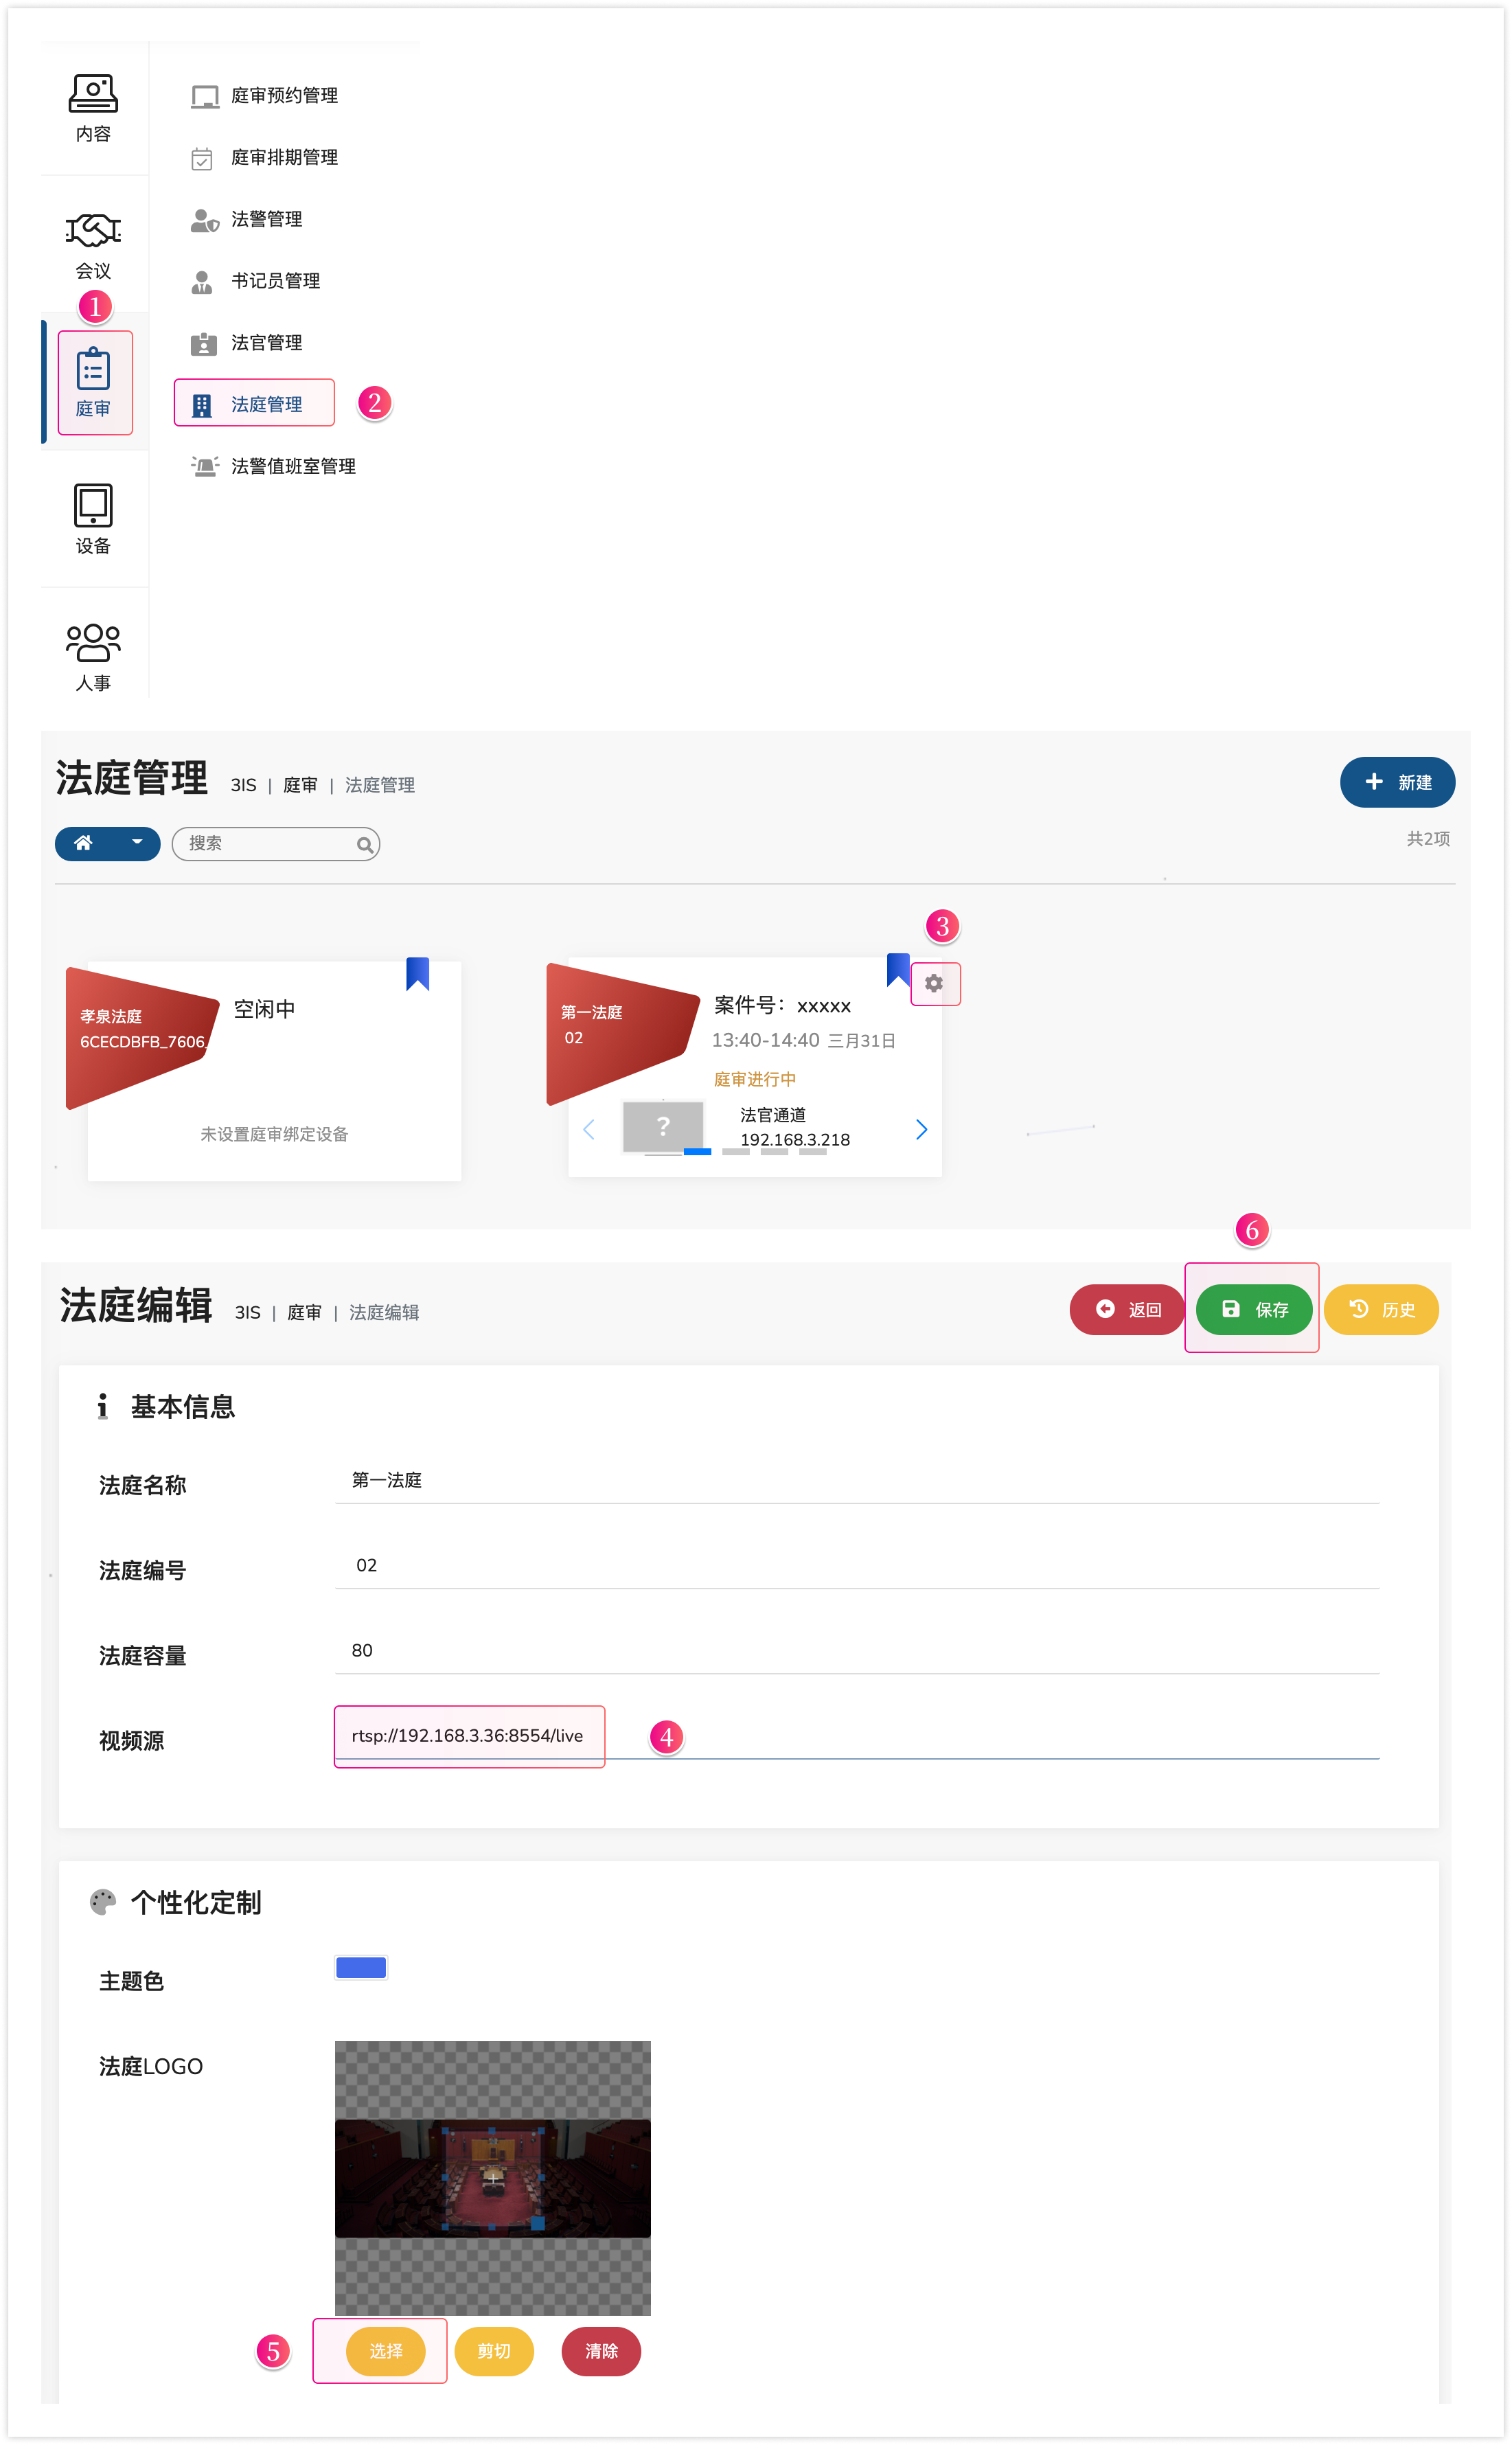 内容
会议
1
庭审
设备
人事
庭审预约管理
庭审排期管理
法警管理
书记员管理
法官管理
法庭管理
2
法警值班室管理
法庭管理 3IS | 庭审 | 法庭管理
新建
搜索
共2项
3
孝泉法庭
6CECDBFB_7606_
空闲中
未设置庭审绑定设备
第一法庭
02
案件号：xxxxx
13:40-14:40 三月31日
庭审进行中
?
法官通道
192.168.3.218
6
法庭编辑 3IS | 庭审 | 法庭编辑
返回
保存
历史
基本信息
法庭名称 第一法庭
法庭编号 02
法庭容量 80
视频源 rtsp://192.168.3.36:8554/live 4
个性化定制
主题色
法庭LOGO
5 选择 剪切 清除